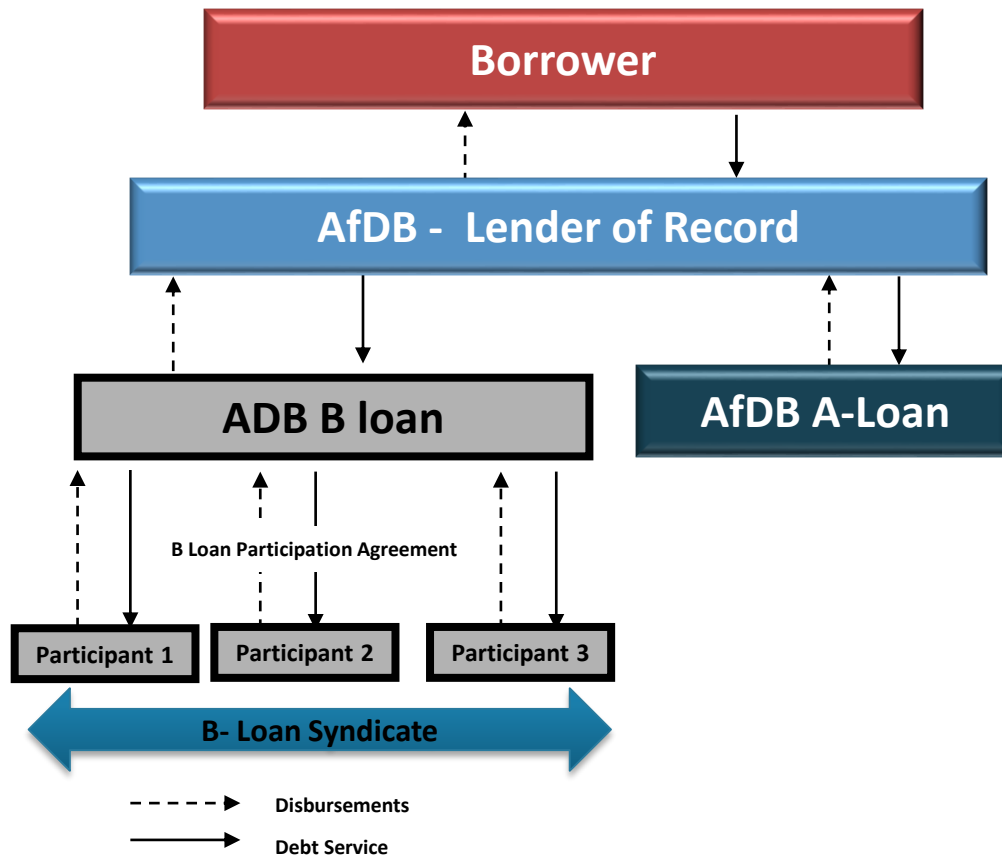 Borrower
AfDB - Lender of Record
ADB B loan
AfDB A-Loan
B Loan Participation Agreement
Participant 1
Participant 2
Participant 3
B- Loan Syndicate
Disbursements
Debt Service